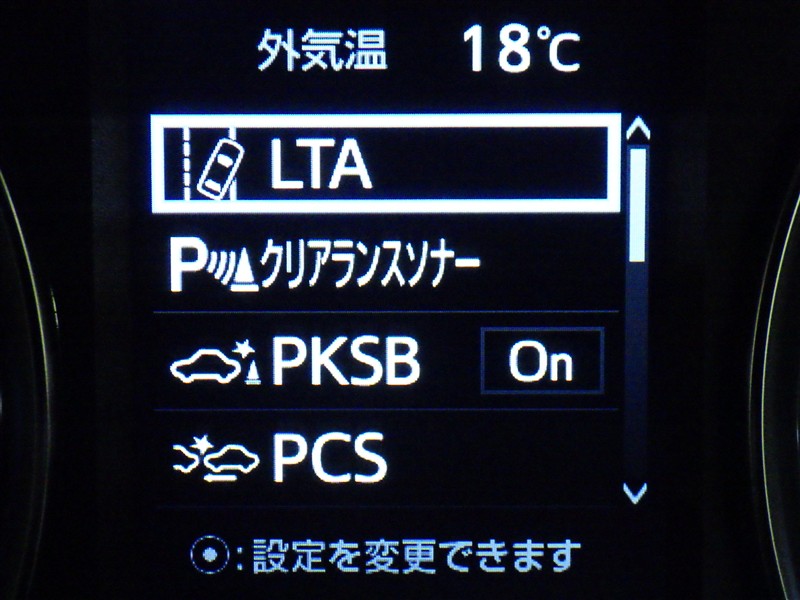 外気温 18℃
LTA
Pクリアランスソナー
PKSB On
PCS
:設定を変更できます